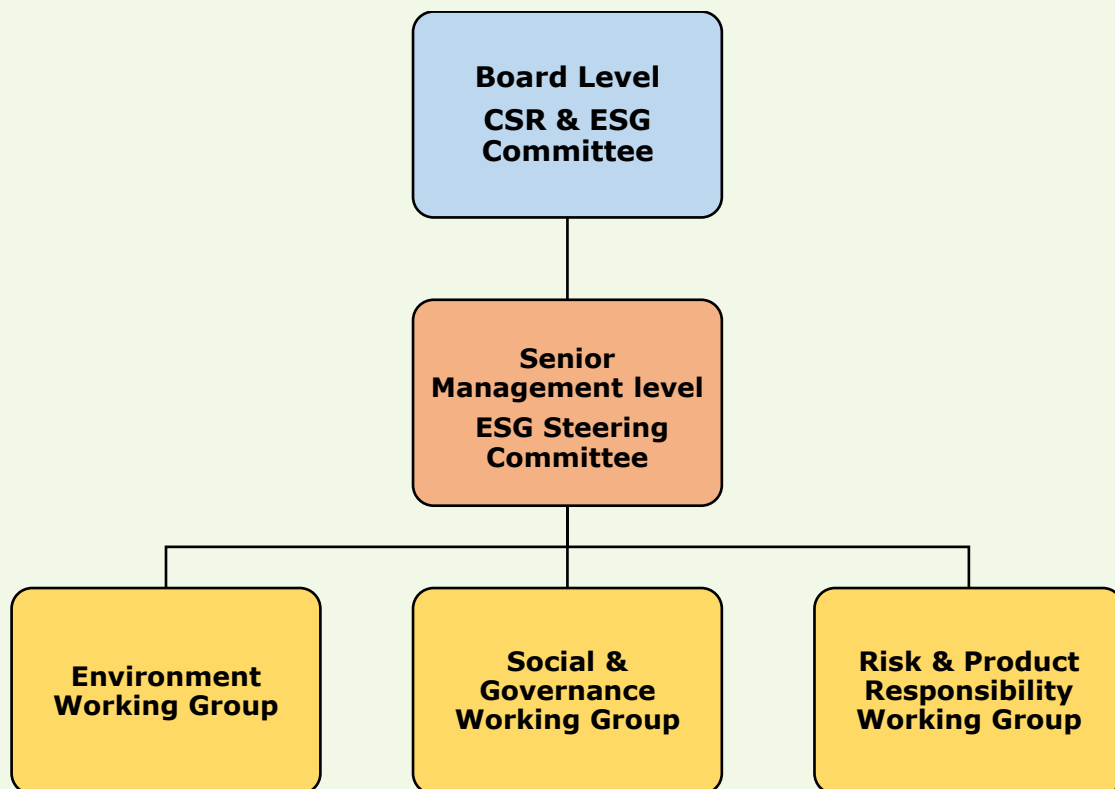 Board Level
CSR & ESG
Committee
Senior
Management level
ESG Steering
Committee
Environment
Working Group
Social &
Governance
Working Group
Risk & Product
Responsibility
Working Group